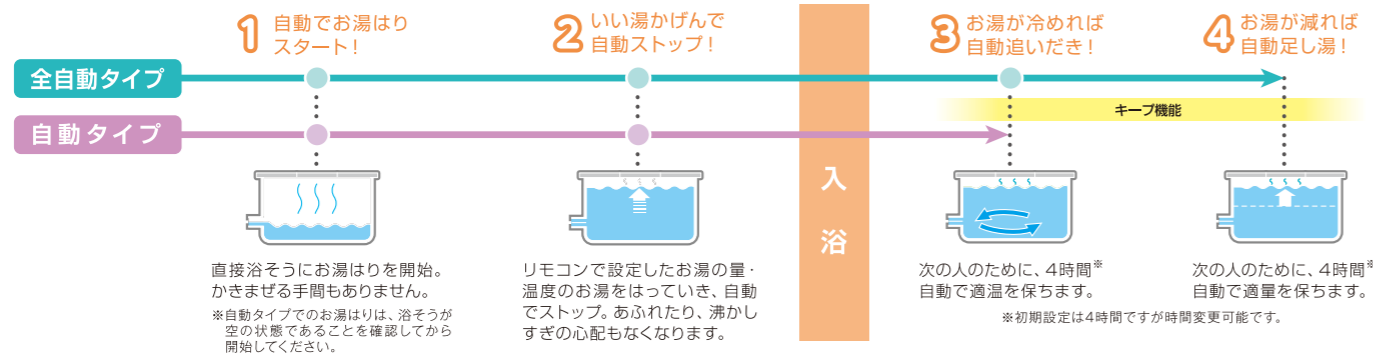 1 自動でお湯はり
スタート!
2 いい湯かげんで
自動ストップ!
3 お湯が冷めれば
自動追いだき!
4 お湯が減れば
自動足し湯!
全自動タイプ
キープ機能
自動タイプ
入浴
直接浴そうにお湯はりを開始。
かきまぜる手間もありません。
※自動タイプでのお湯はりは、浴そうが
空の状態であることを確認してから
開始してください。
リモコンで設定したお湯の量・
温度のお湯をはっていき、自動
でストップ。あふれたり、沸かし
すぎの心配もなくなります。
次の人のために、4時間※
自動で適温を保ちます。
次の人のために、4時間※
自動で適量を保ちます。
※初期設定は4時間ですが時間変更可能です。